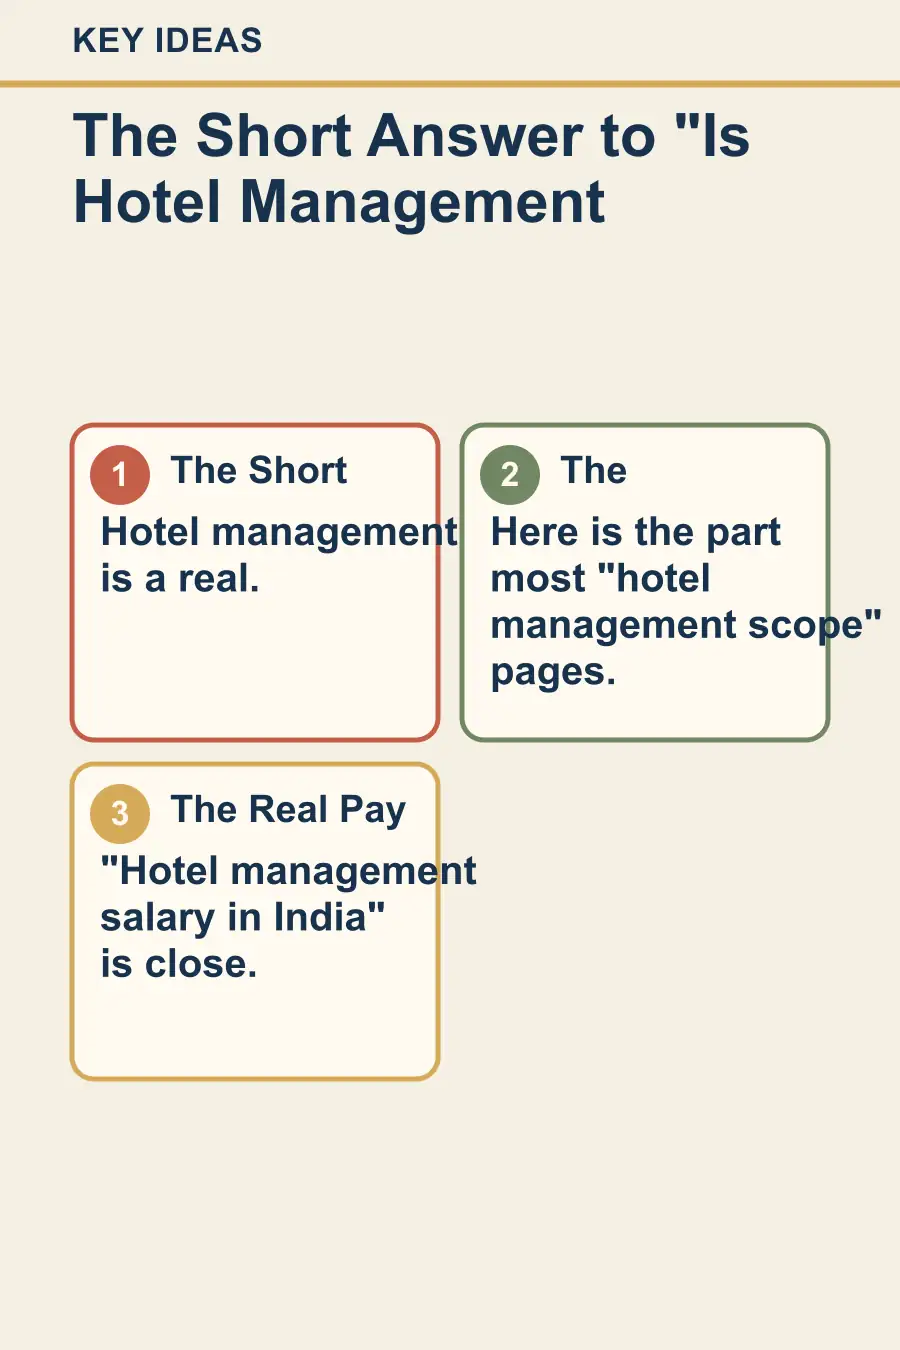 KEY IDEAS
The Short Answer to "Is
Hotel Management
1 The Short
Hotel management
is a real.
2 The
Here is the part
most "hotel
management scope"
pages.
3 The Real Pay
"Hotel management
salary in India"
is close.